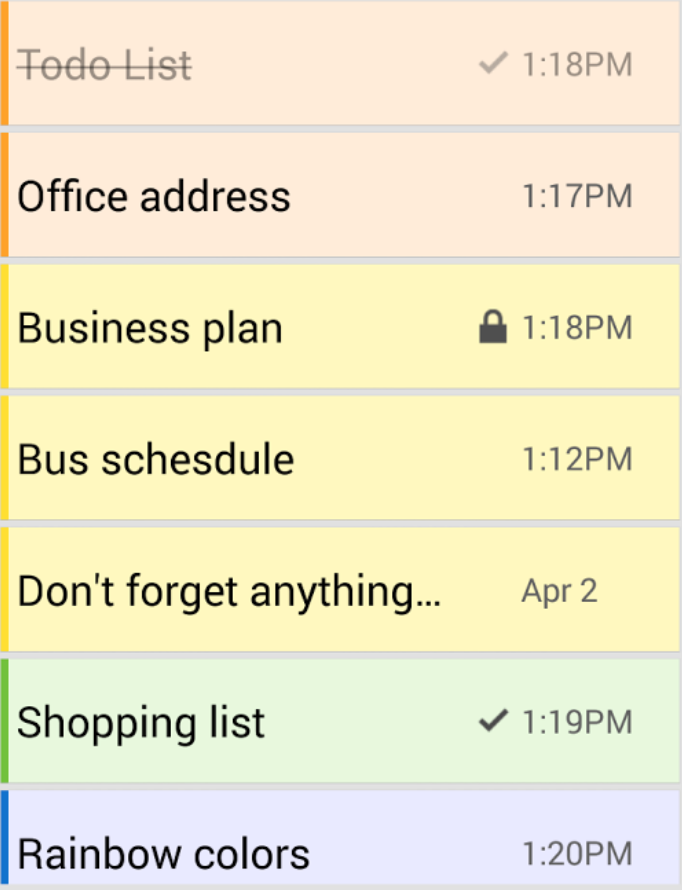 Todo List 1:18PM
Office address 1:17PM
Business plan 1:18PM
Bus schesdule 1:12PM
Don't forget anything... Apr 2
Shopping list 1:19PM
Rainbow colors 1:20PM